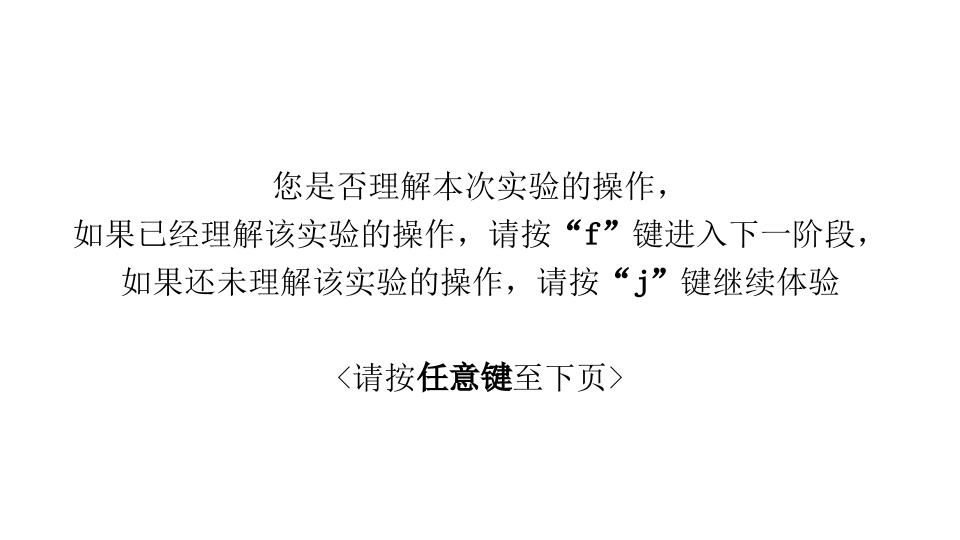 您是否理解本次实验的操作，
如果已经理解该实验的操作，请按“f”键进入下一阶段，
如果还未理解该实验的操作，请按“j”键继续体验
<请按任意键至下页>